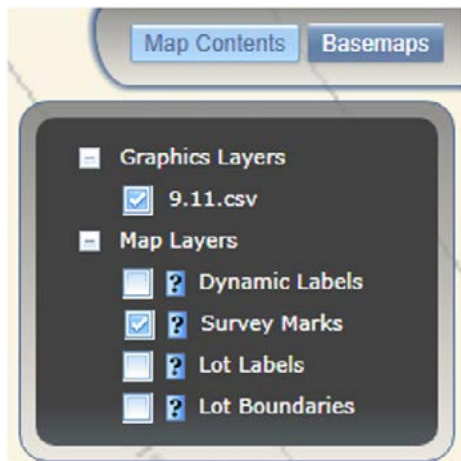 Map Contents Basemaps
Graphics Layers
9.11.csv
Map Layers
? Dynamic Labels
? Survey Marks
? Lot Labels
? Lot Boundaries